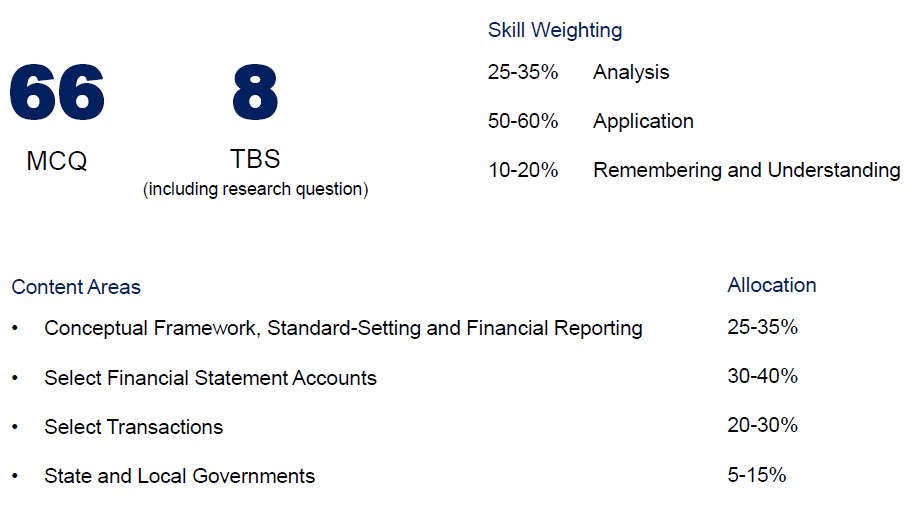 66
MCQ
8
TBS
(including research question)
Skill Weighting
25-35% Analysis
50-60% Application
10-20% Remembering and Understanding
Content Areas Allocation
• Conceptual Framework, Standard-Setting and Financial Reporting 25-35%
• Select Financial Statement Accounts 30-40%
• Select Transactions 20-30%
• State and Local Governments 5-15%